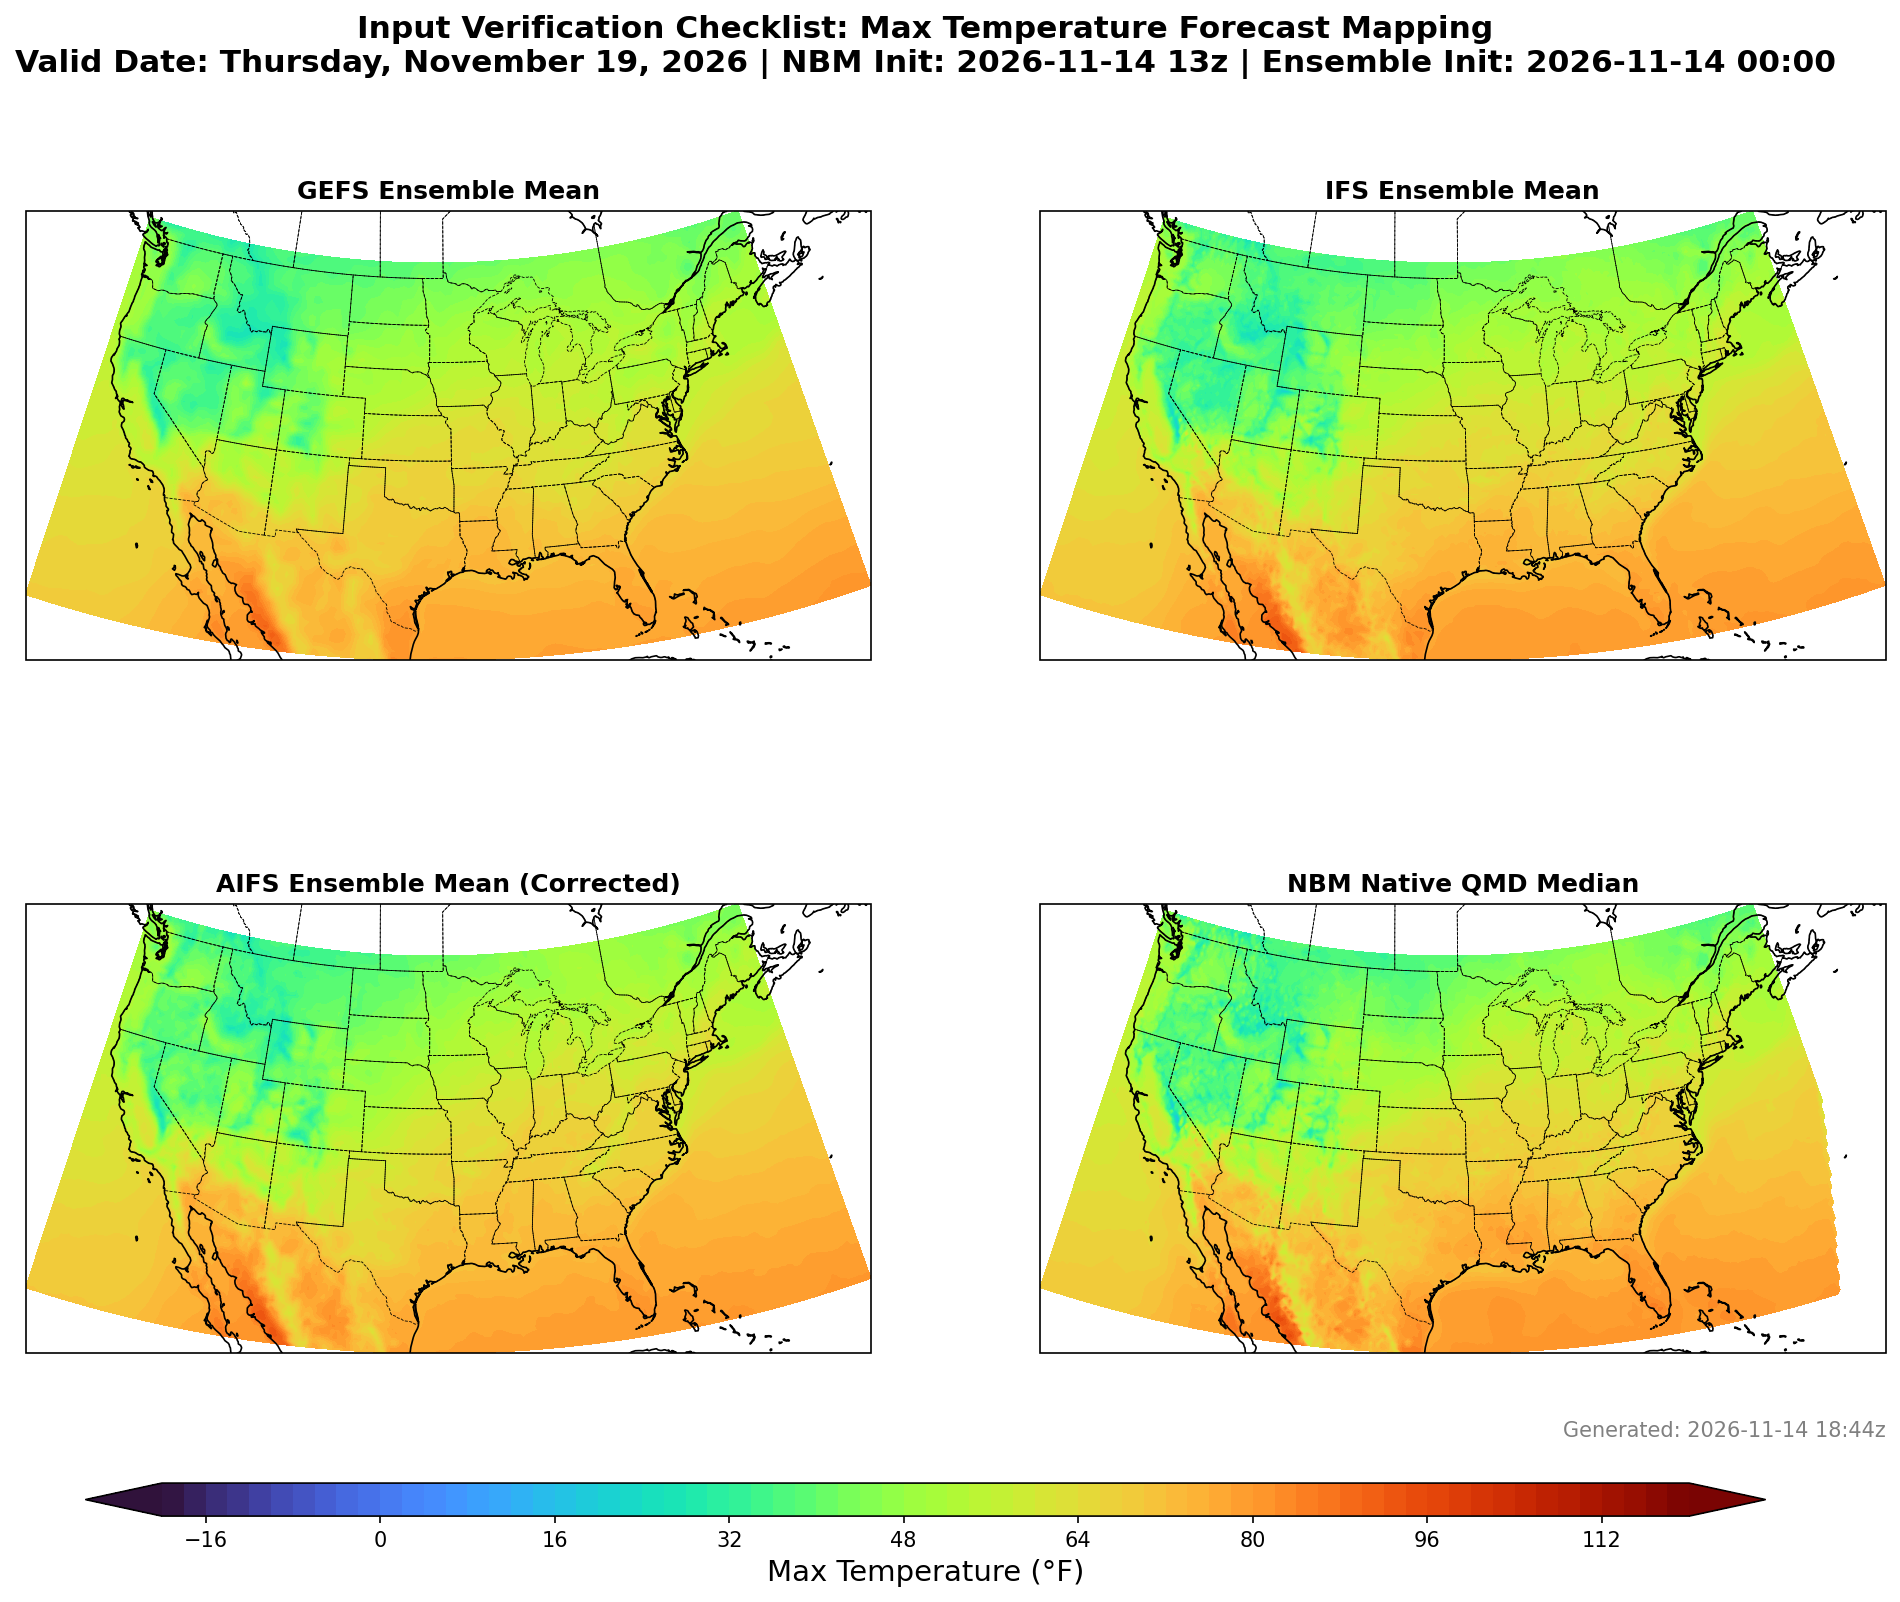 Input Verification Checklist: Max Temperature Forecast Mapping
Valid Date: Thursday, November 19, 2026 | NBM Init: 2026-11-14 13z | Ensemble Init: 2026-11-14 00:00
GEFS Ensemble Mean
IFS Ensemble Mean
AIFS Ensemble Mean (Corrected)
NBM Native QMD Median
Generated: 2026-11-14 18:44z
−16 0 16 32 48 64 80 96 112
Max Temperature (°F)